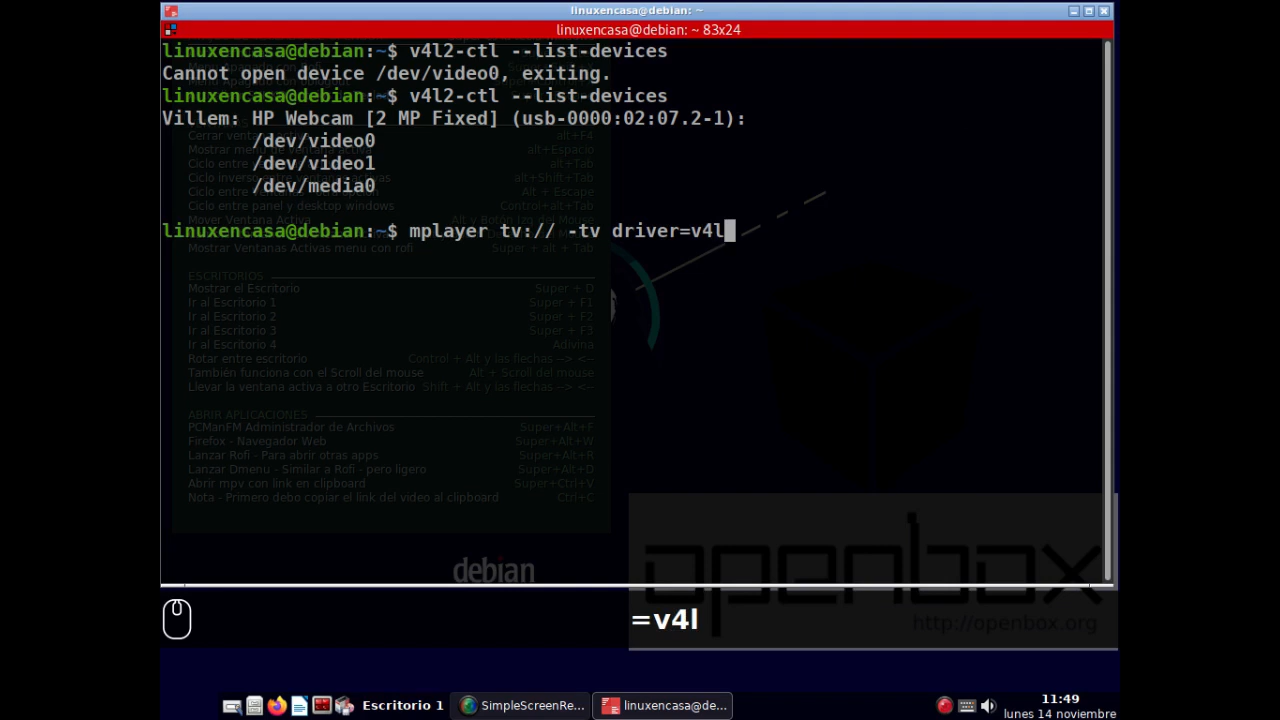 linuxencasa@debian: ~
linuxencasa@debian: ~ 83x24
linuxencasa@debian:~$ v4l2-ctl --list-devices
Cannot open device /dev/video0, exiting.
linuxencasa@debian:~$ v4l2-ctl --list-devices
Villem: HP Webcam [2 MP Fixed] (usb-0000:02:07.2-1):
/dev/video0
/dev/video1
/dev/media0
linuxencasa@debian:~$ mplayer tv:// -tv driver=v4l
Cerrar ventana alt+F4
alt+Espacio
Ciclo entre alt+Tab
Ciclo inverso entre ventanas alt+Shift+Tab
Ciclo entre Alt + Escape
Ciclo entre panel y desktop windows Control+alt+Tab
Mover Ventana Activa Alt y Botón Izq del Mouse
Mostrar Ventanas Activas menu con rofi Super + alt + Tab
ESCRITORIOS
Mostrar el Escritorio Super + D
Ir al Escritorio 1 Super + F1
Ir al Escritorio 2 Super + F2
Ir al Escritorio 3 Super + F3
Ir al Escritorio 4 Adivina
Rotar entre escritorio Control + Alt y las flechas --> <--
También funciona con el Scroll del mouse Alt + Scroll del mouse
Llevar la ventana activa a otro Escritorio Shift + Alt y las flechas --> <--
ABRIR APLICACIONES
PCManFM Administrador de Archivos Super+Alt+F
Firefox - Navegador Web Super+Alt+W
Lanzar Rofi - Para abrir otras apps Super+Alt+R
Lanzar Dmenu - Similar a Rofi - pero ligero Super+Alt+D
Abrir mpv con link en clipboard Super+Ctrl+V
Nota - Primero debo copiar el link del video al clipboard Ctrl+C
debian
openbox
=v4l
http://openbox.org
Escritorio 1
SimpleScreenRe...
linuxencasa@de...
11:49
lunes 14 noviembre